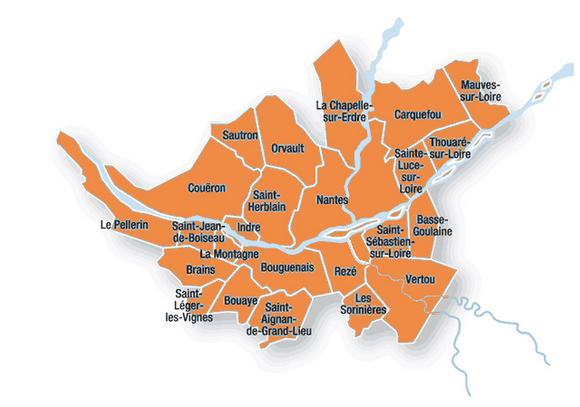 Mauves-
sur-Loire
La Chapelle-
sur-Erdre
Carquefou
Sautron
Orvault
Thouaré-
sur-Loire
Sainte-
Luce-
sur-
Loire
Couëron
Saint-
Herblain
Nantes
Le Pellerin
Saint-Jean-
de-Boiseau
Indre
Basse-
Goulaine
Saint-
Sébastien-
sur-Loire
La Montagne
Brains
Bouguenais
Rezé
Vertou
Saint-
Léger-
les-Vignes
Bouaye
Saint-
Aignan-
de-Grand-Lieu
Les
Sorinières